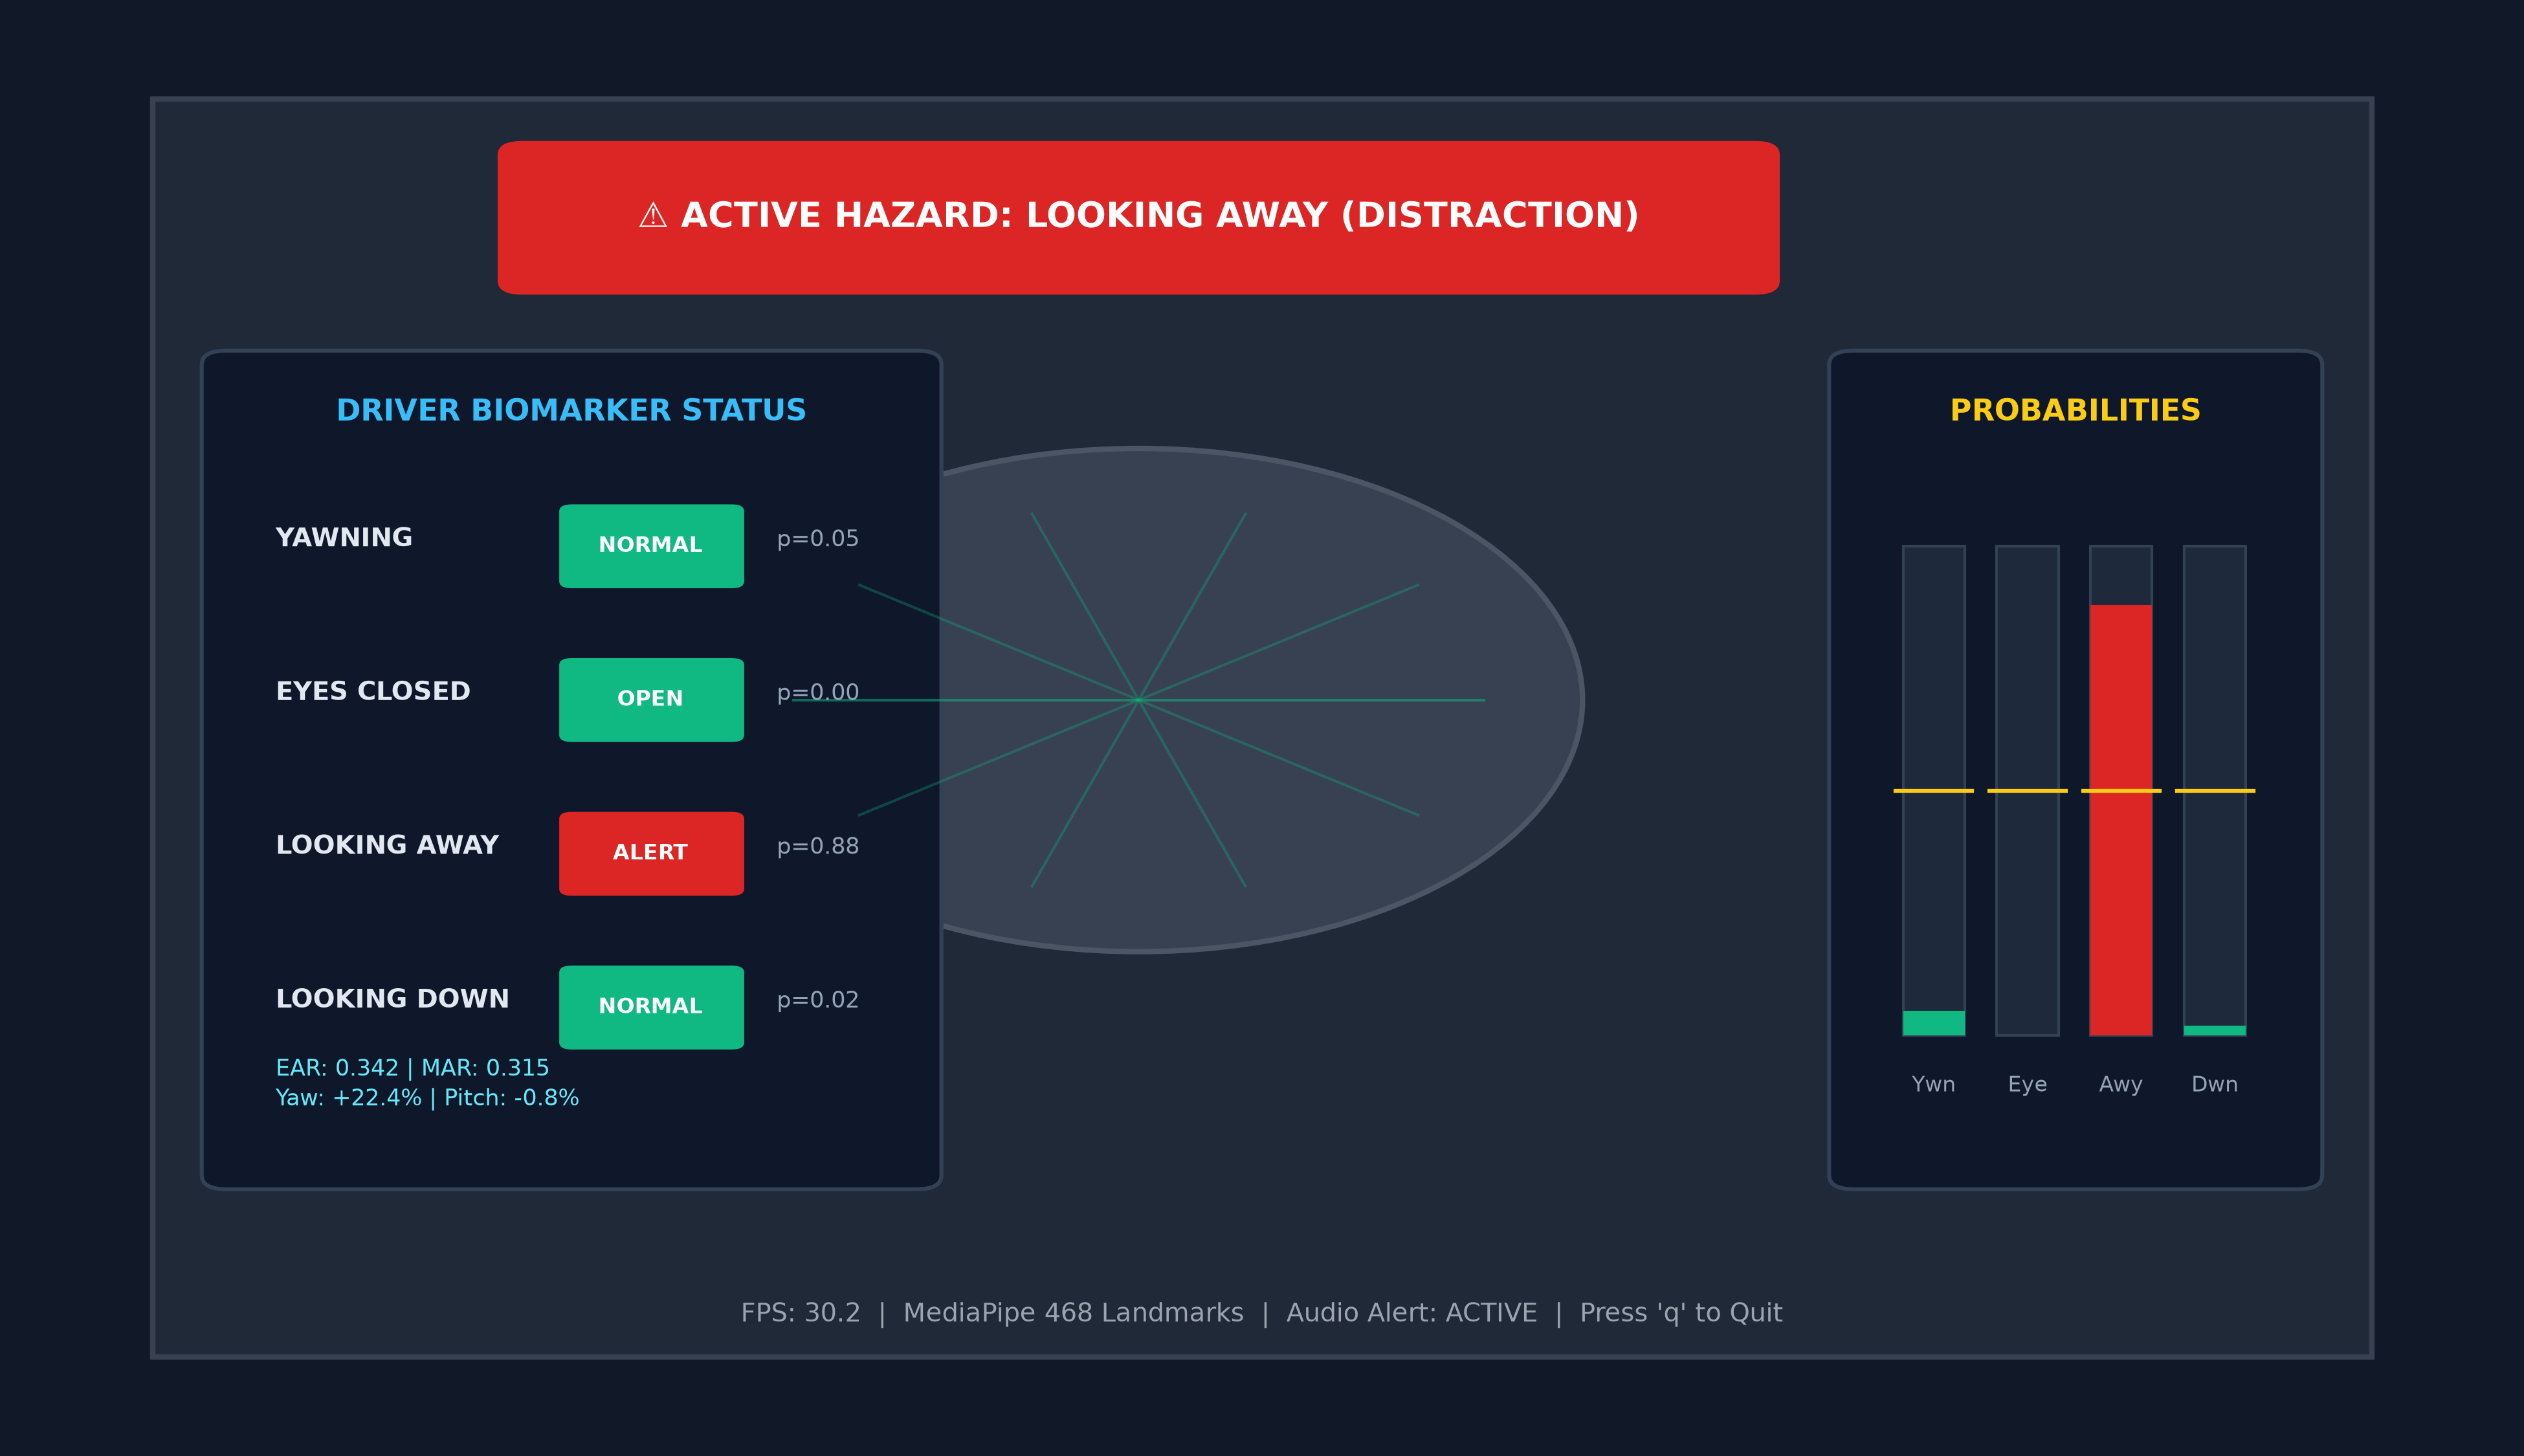 ⚠ ACTIVE HAZARD: LOOKING AWAY (DISTRACTION)
DRIVER BIOMARKER STATUS
YAWNING NORMAL p=0.05
EYES CLOSED OPEN p=0.00
LOOKING AWAY ALERT p=0.88
LOOKING DOWN NORMAL p=0.02
EAR: 0.342 | MAR: 0.315
Yaw: +22.4% | Pitch: -0.8%
PROBABILITIES
Ywn Eye Awy Dwn
FPS: 30.2 | MediaPipe 468 Landmarks | Audio Alert: ACTIVE | Press 'q' to Quit